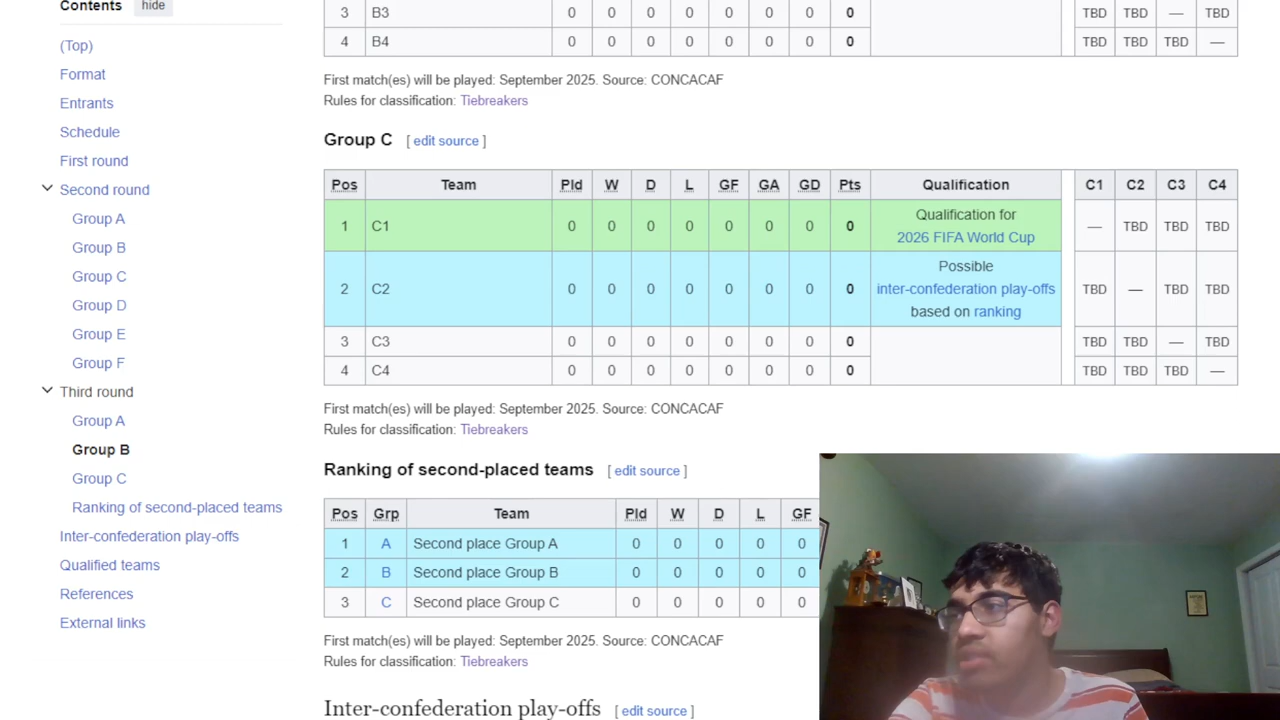 Contents hide
(Top)
Format
Entrants
Schedule
First round
Second round
Group A
Group B
Group C
Group D
Group E
Group F
Third round
Group A
Group B
Group C
Ranking of second-placed teams
Inter-confederation play-offs
Qualified teams
References
External links
3 B3 0 0 0 0 0 0 0 0 TBD TBD — TBD
4 B4 0 0 0 0 0 0 0 0 TBD TBD TBD —
First match(es) will be played: September 2025. Source: CONCACAF
Rules for classification: Tiebreakers
Group C [ edit source ]
Pos Team Pld W D L GF GA GD Pts Qualification C1 C2 C3 C4
1 C1 0 0 0 0 0 0 0 0 Qualification for 2026 FIFA World Cup — TBD TBD TBD
2 C2 0 0 0 0 0 0 0 0 Possible inter-confederation play-offs based on ranking TBD — TBD TBD
3 C3 0 0 0 0 0 0 0 0 TBD TBD — TBD
4 C4 0 0 0 0 0 0 0 0 TBD TBD TBD —
First match(es) will be played: September 2025. Source: CONCACAF
Rules for classification: Tiebreakers
Ranking of second-placed teams [ edit source ]
Pos Grp Team Pld W D L GF
1 A Second place Group A 0 0 0 0 0
2 B Second place Group B 0 0 0 0 0
3 C Second place Group C 0 0 0 0 0
First match(es) will be played: September 2025. Source: CONCACAF
Rules for classification: Tiebreakers
Inter-confederation play-offs [ edit source ]